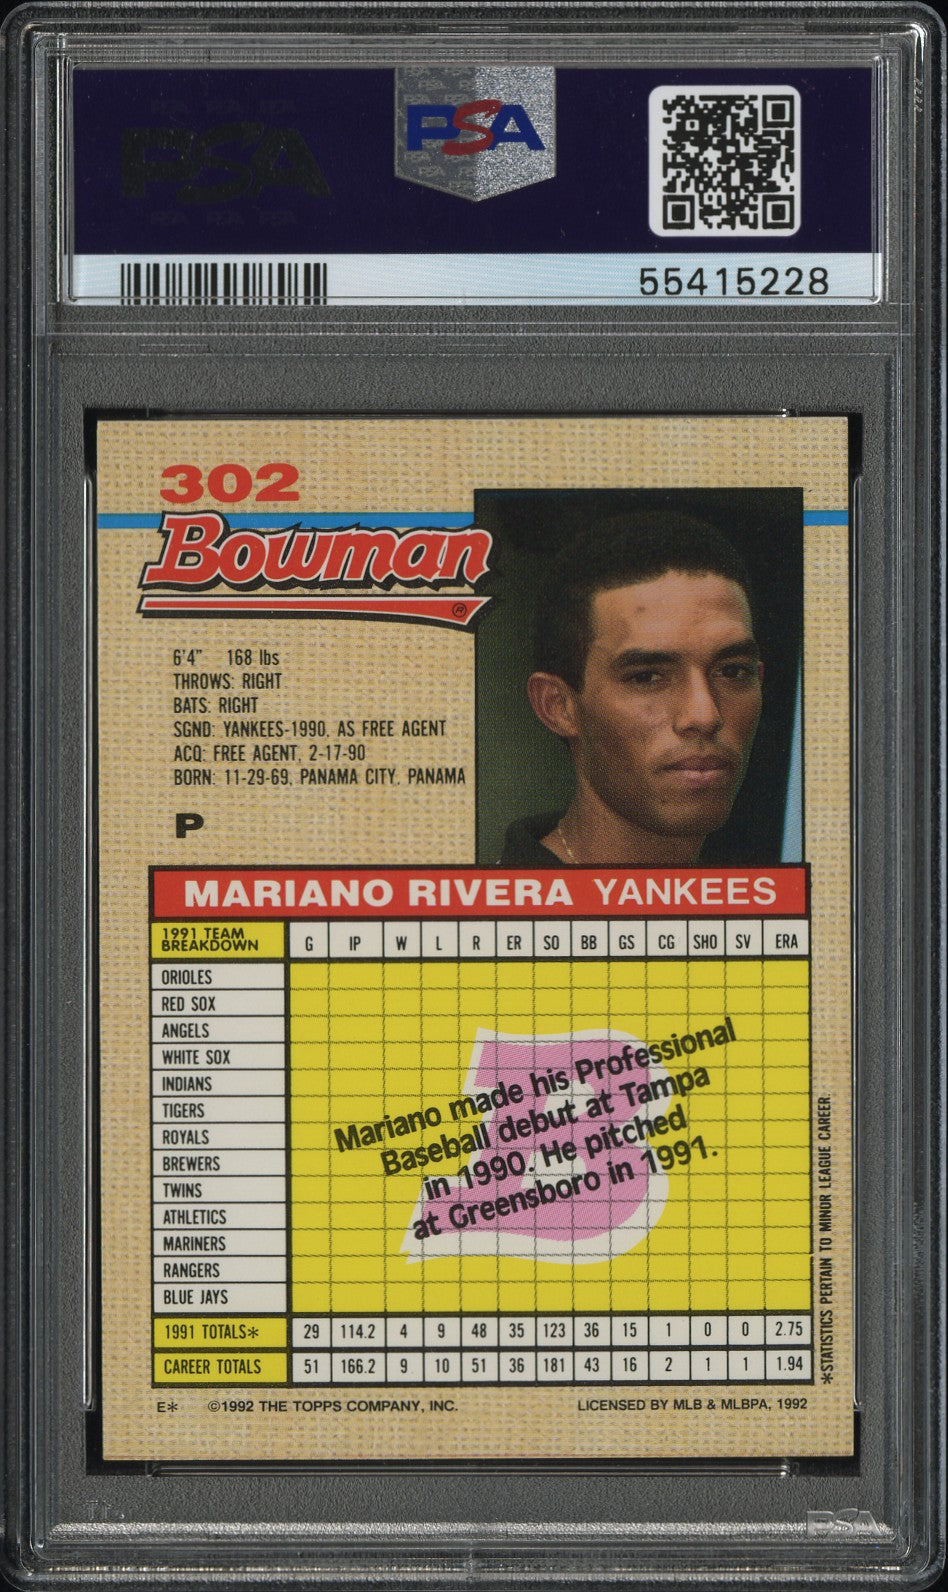 PSA
PSA
55415228
302
Bowman
®
6'4" 168 lbs
THROWS: RIGHT
BATS: RIGHT
SGND: YANKEES-1990, AS FREE AGENT
ACQ: FREE AGENT, 2-17-90
BORN: 11-29-69, PANAMA CITY, PANAMA
P
MARIANO RIVERA YANKEES
1991 TEAM
BREAKDOWN G IP W L R ER SO BB GS CG SHO SV ERA
ORIOLES
RED SOX
ANGELS
WHITE SOX
INDIANS
TIGERS
ROYALS
BREWERS
TWINS
ATHLETICS
MARINERS
RANGERS
BLUE JAYS
Mariano made his Professional
Baseball debut at Tampa
in 1990. He pitched
at Greensboro in 1991.
B
1991 TOTALS* 29 114.2 4 9 48 35 123 36 15 1 0 0 2.75
CAREER TOTALS 51 166.2 9 10 51 36 181 43 16 2 1 1 1.94
*STATISTICS PERTAIN TO MINOR LEAGUE CAREER.
E* ©1992 THE TOPPS COMPANY, INC. LICENSED BY MLB & MLBPA, 1992
PSA